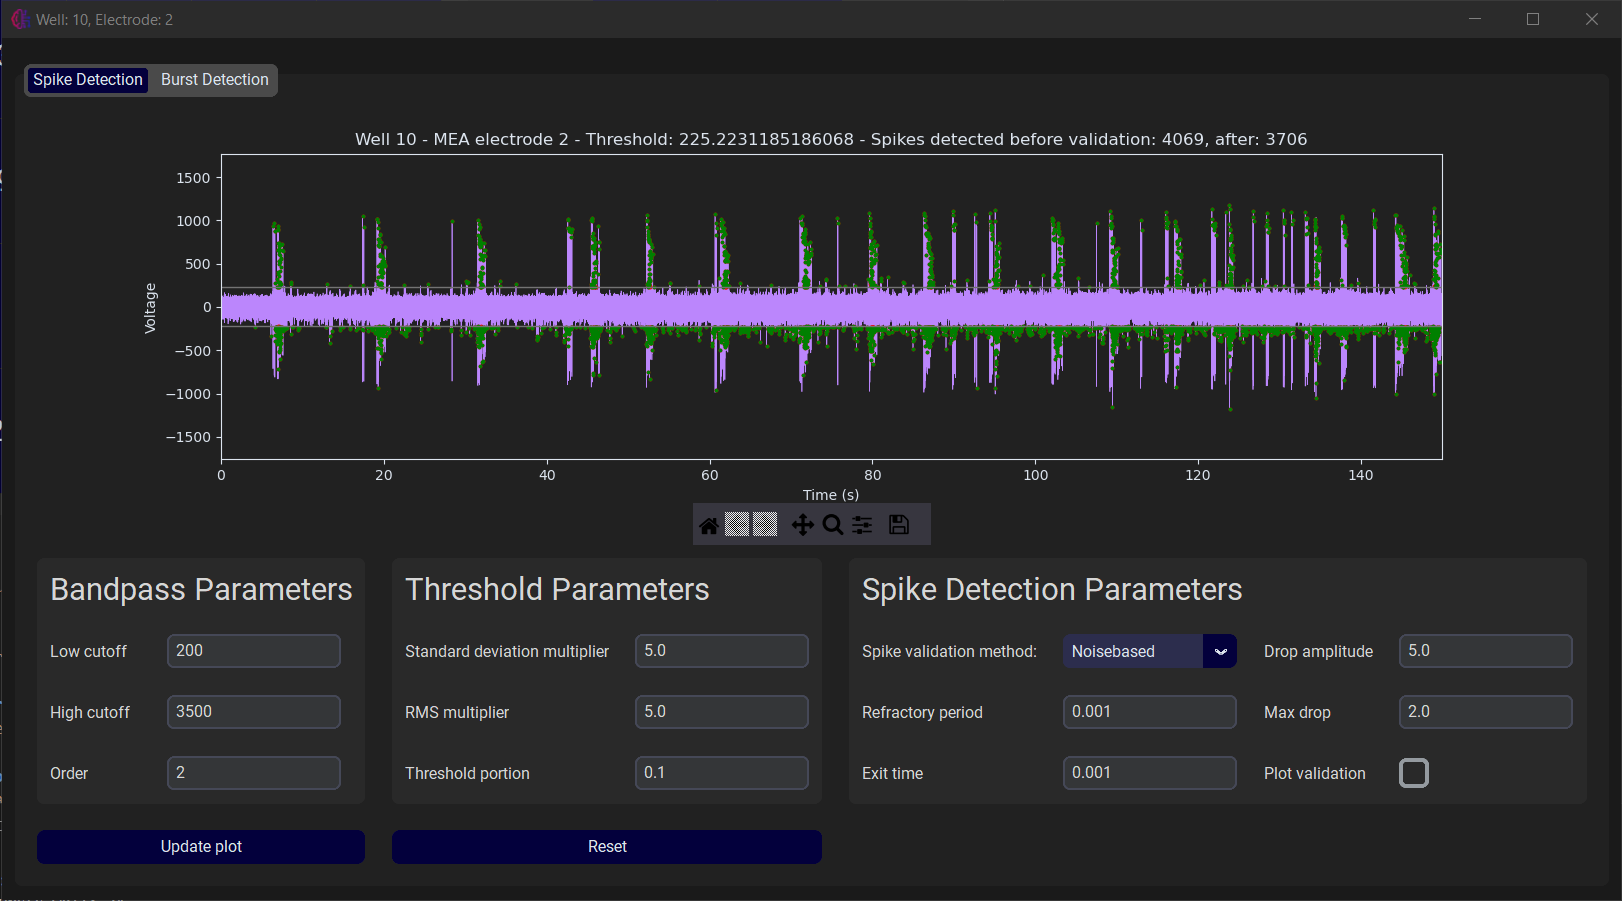 Well: 10, Electrode: 2
Spike Detection Burst Detection
Well 10 - MEA electrode 2 - Threshold: 225.2231185186068 - Spikes detected before validation: 4069, after: 3706
Voltage
1500
1000
500
0
−500
−1000
−1500
0 20 40 60 80 100 120 140
Time (s)
Bandpass Parameters
Low cutoff 200
High cutoff 3500
Order 2
Threshold Parameters
Standard deviation multiplier 5.0
RMS multiplier 5.0
Threshold portion 0.1
Spike Detection Parameters
Spike validation method: Noisebased Drop amplitude 5.0
Refractory period 0.001 Max drop 2.0
Exit time 0.001 Plot validation
Update plot Reset